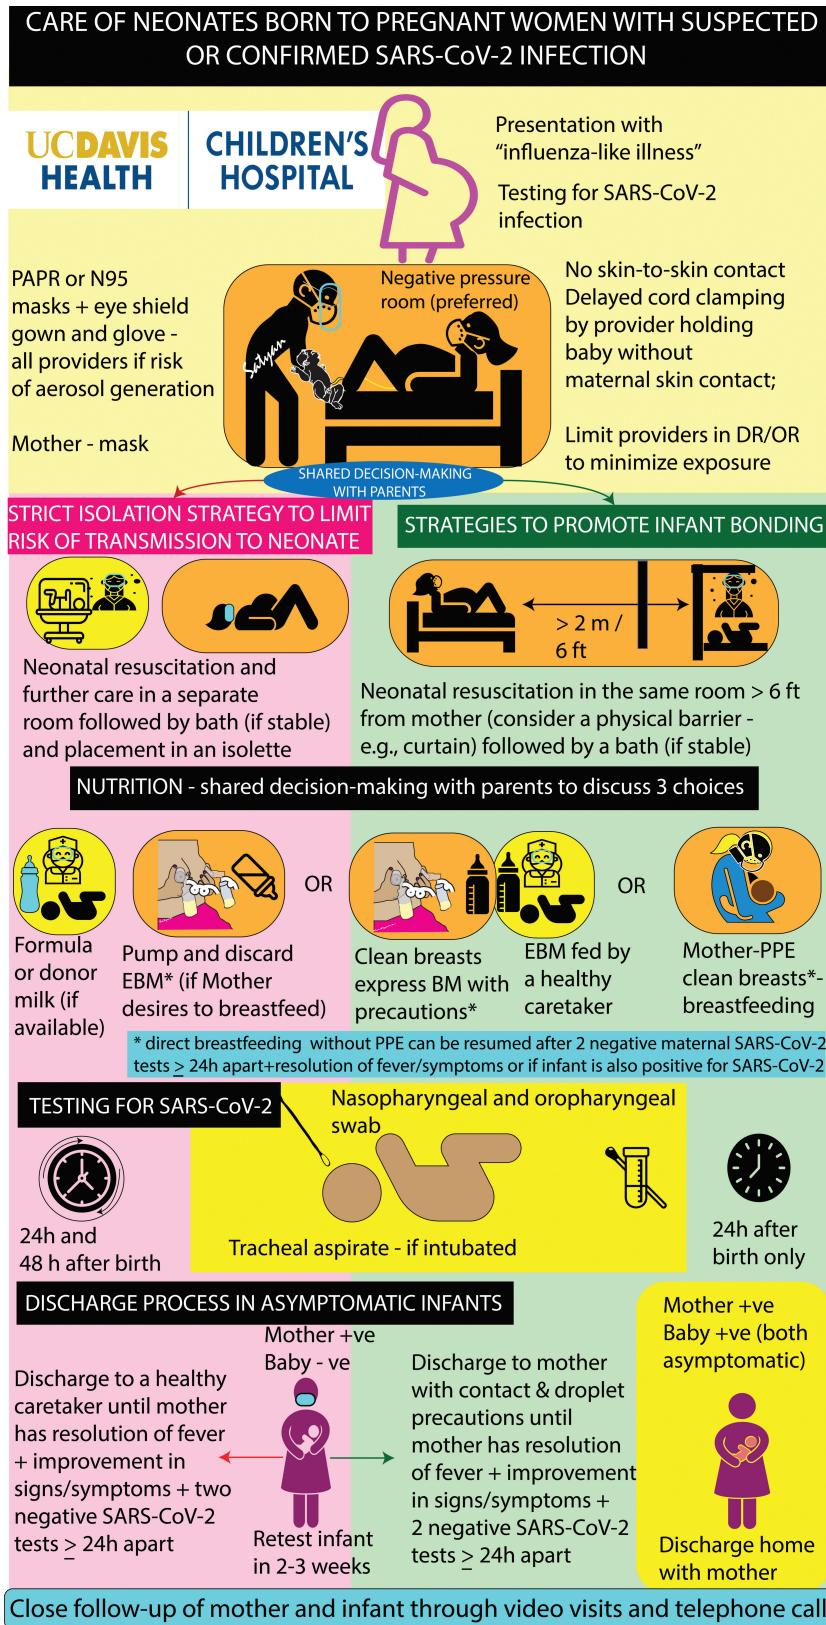 CARE OF NEONATES BORN TO PREGNANT WOMEN WITH SUSPECTED
OR CONFIRMED SARS-CoV-2 INFECTION
UCDAVIS
HEALTH
CHILDREN'S
HOSPITAL
Presentation with
“influenza-like illness”
Testing for SARS-CoV-2
infection
PAPR or N95
masks + eye shield
gown and glove -
all providers if risk
of aerosol generation
Mother - mask
Negative pressure
room (preferred)
Satyan
No skin-to-skin contact
Delayed cord clamping
by provider holding
baby without
maternal skin contact;
Limit providers in DR/OR
to minimize exposure
SHARED DECISION-MAKING
WITH PARENTS
STRICT ISOLATION STRATEGY TO LIMIT
RISK OF TRANSMISSION TO NEONATE
STRATEGIES TO PROMOTE INFANT BONDING
> 2 m /
6 ft
Neonatal resuscitation and
further care in a separate
room followed by bath (if stable)
and placement in an isolette
Neonatal resuscitation in the same room > 6 ft
from mother (consider a physical barrier -
e.g., curtain) followed by a bath (if stable)
NUTRITION - shared decision-making with parents to discuss 3 choices
OR
OR
Formula
or donor
milk (if
available)
Pump and discard
EBM* (if Mother
desires to breastfeed)
Clean breasts
express BM with
precautions*
EBM fed by
a healthy
caretaker
Mother-PPE
clean breasts*-
breastfeeding
* direct breastfeeding without PPE can be resumed after 2 negative maternal SARS-CoV-2
tests ≥ 24h apart+resolution of fever/symptoms or if infant is also positive for SARS-CoV-2
TESTING FOR SARS-CoV-2
Nasopharyngeal and oropharyngeal
swab
24h and
48 h after birth
Tracheal aspirate - if intubated
24h after
birth only
DISCHARGE PROCESS IN ASYMPTOMATIC INFANTS
Mother +ve
Baby - ve
Discharge to a healthy
caretaker until mother
has resolution of fever
+ improvement in
signs/symptoms + two
negative SARS-CoV-2
tests ≥ 24h apart
Retest infant
in 2-3 weeks
Discharge to mother
with contact & droplet
precautions until
mother has resolution
of fever + improvement
in signs/symptoms +
2 negative SARS-CoV-2
tests ≥ 24h apart
Mother +ve
Baby +ve (both
asymptomatic)
Discharge home
with mother
Close follow-up of mother and infant through video visits and telephone call